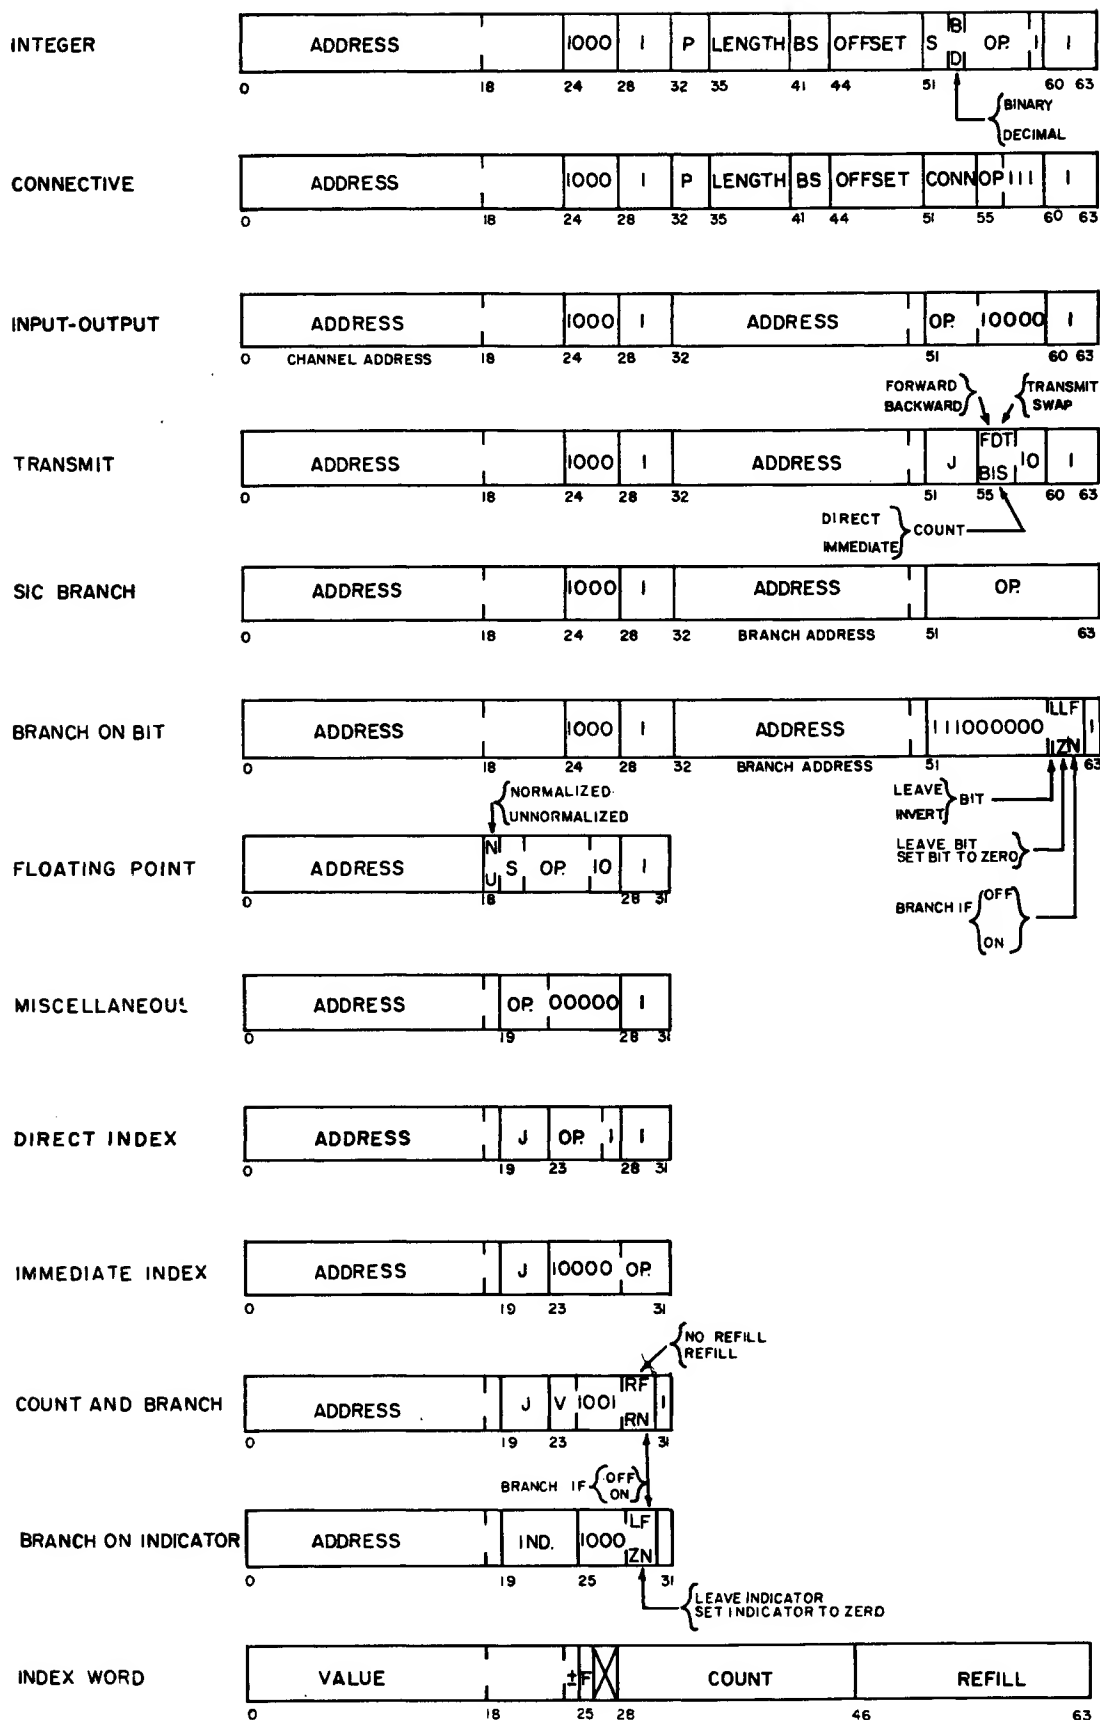 INTEGER ADDRESS 1000 I P LENGTH BS OFFSET S B D OP. 1 I
0 18 24 28 32 35 41 44 51 60 63
BINARY
DECIMAL
CONNECTIVE ADDRESS 1000 I P LENGTH BS OFFSET CONN OP 111 I
0 18 24 28 32 35 41 44 51 55 60 63
INPUT-OUTPUT ADDRESS 1000 I ADDRESS OP. 10000 I
0 CHANNEL ADDRESS 18 24 28 32 51 60 63
FORWARD TRANSMIT
BACKWARD SWAP
TRANSMIT ADDRESS 1000 I ADDRESS J FDT BIS 10 I
0 18 24 28 32 51 55 60 63
DIRECT
IMMEDIATE COUNT
SIC BRANCH ADDRESS 1000 I ADDRESS OP.
0 18 24 28 32 BRANCH ADDRESS 51 63
BRANCH ON BIT ADDRESS 1000 I ADDRESS 111000000 LLF IZN I
0 18 24 28 32 BRANCH ADDRESS 51 63
NORMALIZED
UNNORMALIZED
LEAVE
INVERT BIT
LEAVE BIT
SET BIT TO ZERO
BRANCH IF OFF
ON
FLOATING POINT ADDRESS N U S OP. 10 I
0 18 28 31
MISCELLANEOUS ADDRESS OP. 00000 I
0 19 28 31
DIRECT INDEX ADDRESS J OP. 1 I
0 19 23 28 31
IMMEDIATE INDEX ADDRESS J 10000 OP.
0 19 23 31
NO REFILL
REFILL
COUNT AND BRANCH ADDRESS J V 1001 RF RN I
0 19 23 31
BRANCH IF OFF
ON
BRANCH ON INDICATOR ADDRESS IND. 1000 LF ZN
0 19 25 31
LEAVE INDICATOR
SET INDICATOR TO ZERO
INDEX WORD VALUE ± F COUNT REFILL
0 18 25 28 46 63